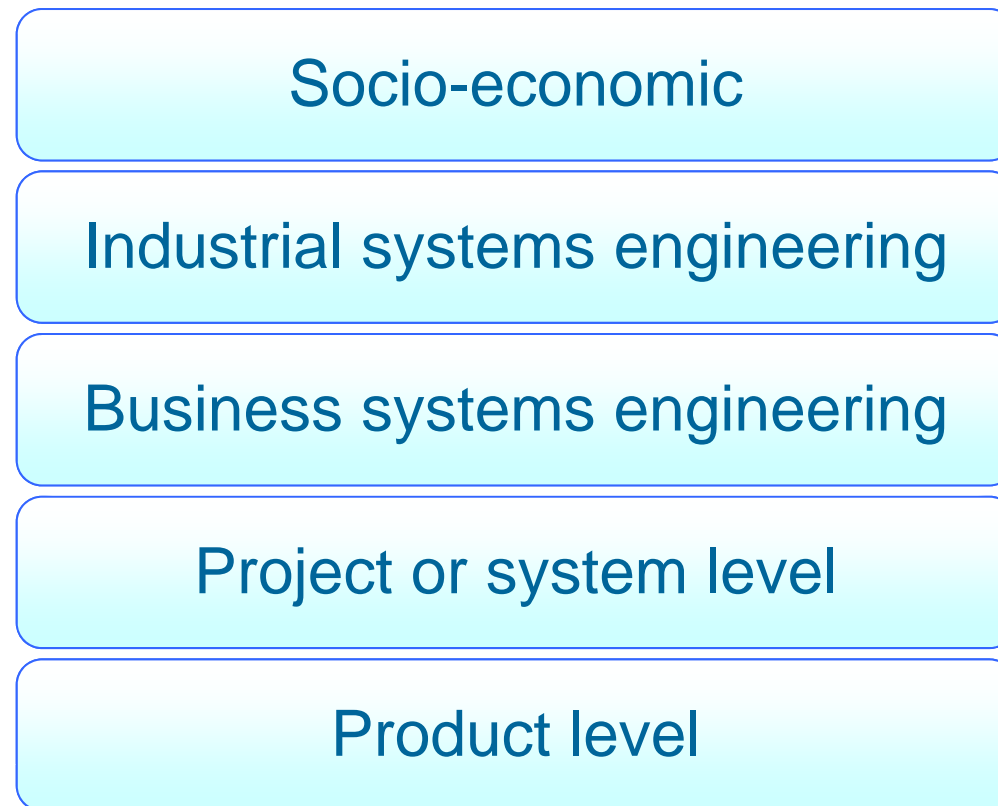 Socio-economic
Industrial systems engineering
Business systems engineering
Project or system level
Product level